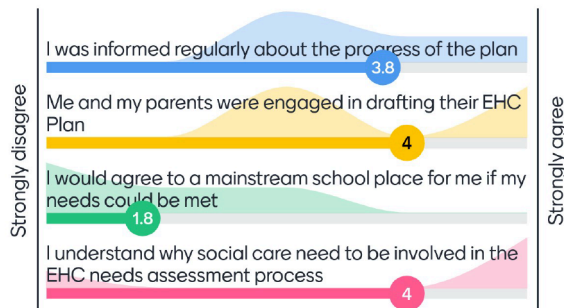 Strongly disagree
I was informed regularly about the progress of the plan
3.8
Me and my parents were engaged in drafting their EHC
Plan
4
I would agree to a mainstream school place for me if my
needs could be met
1.8
I understand why social care need to be involved in the
EHC needs assessment process
4
Strongly agree